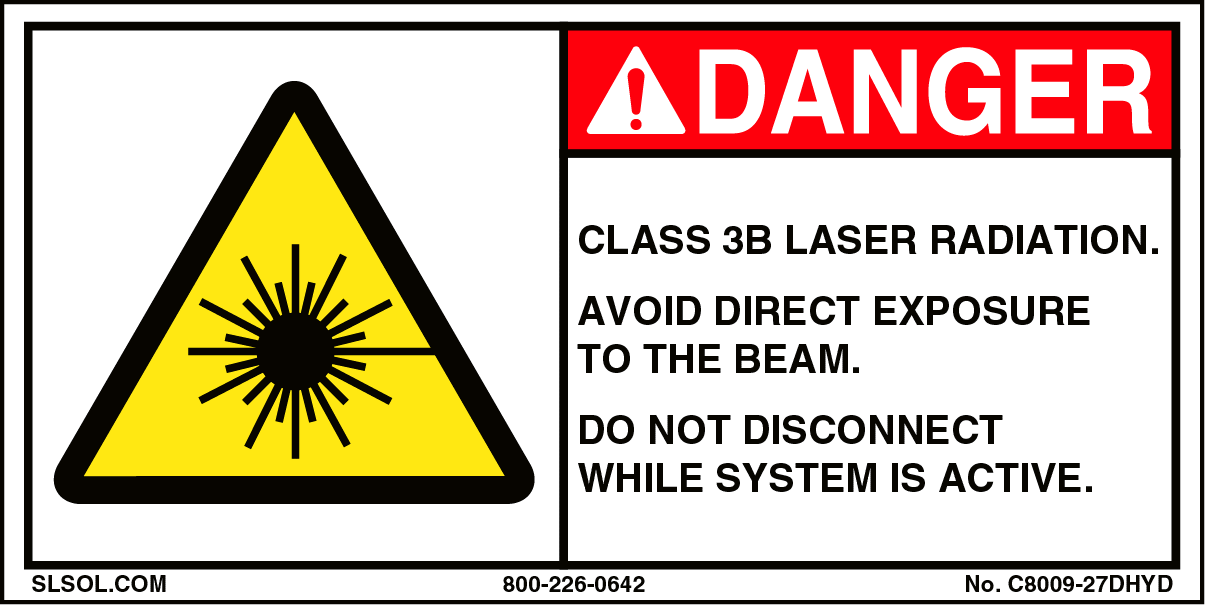 DANGER
CLASS 3B LASER RADIATION.
AVOID DIRECT EXPOSURE
TO THE BEAM.
DO NOT DISCONNECT
WHILE SYSTEM IS ACTIVE.
SLSOL.COM 800-226-0642 No. C8009-27DHYD